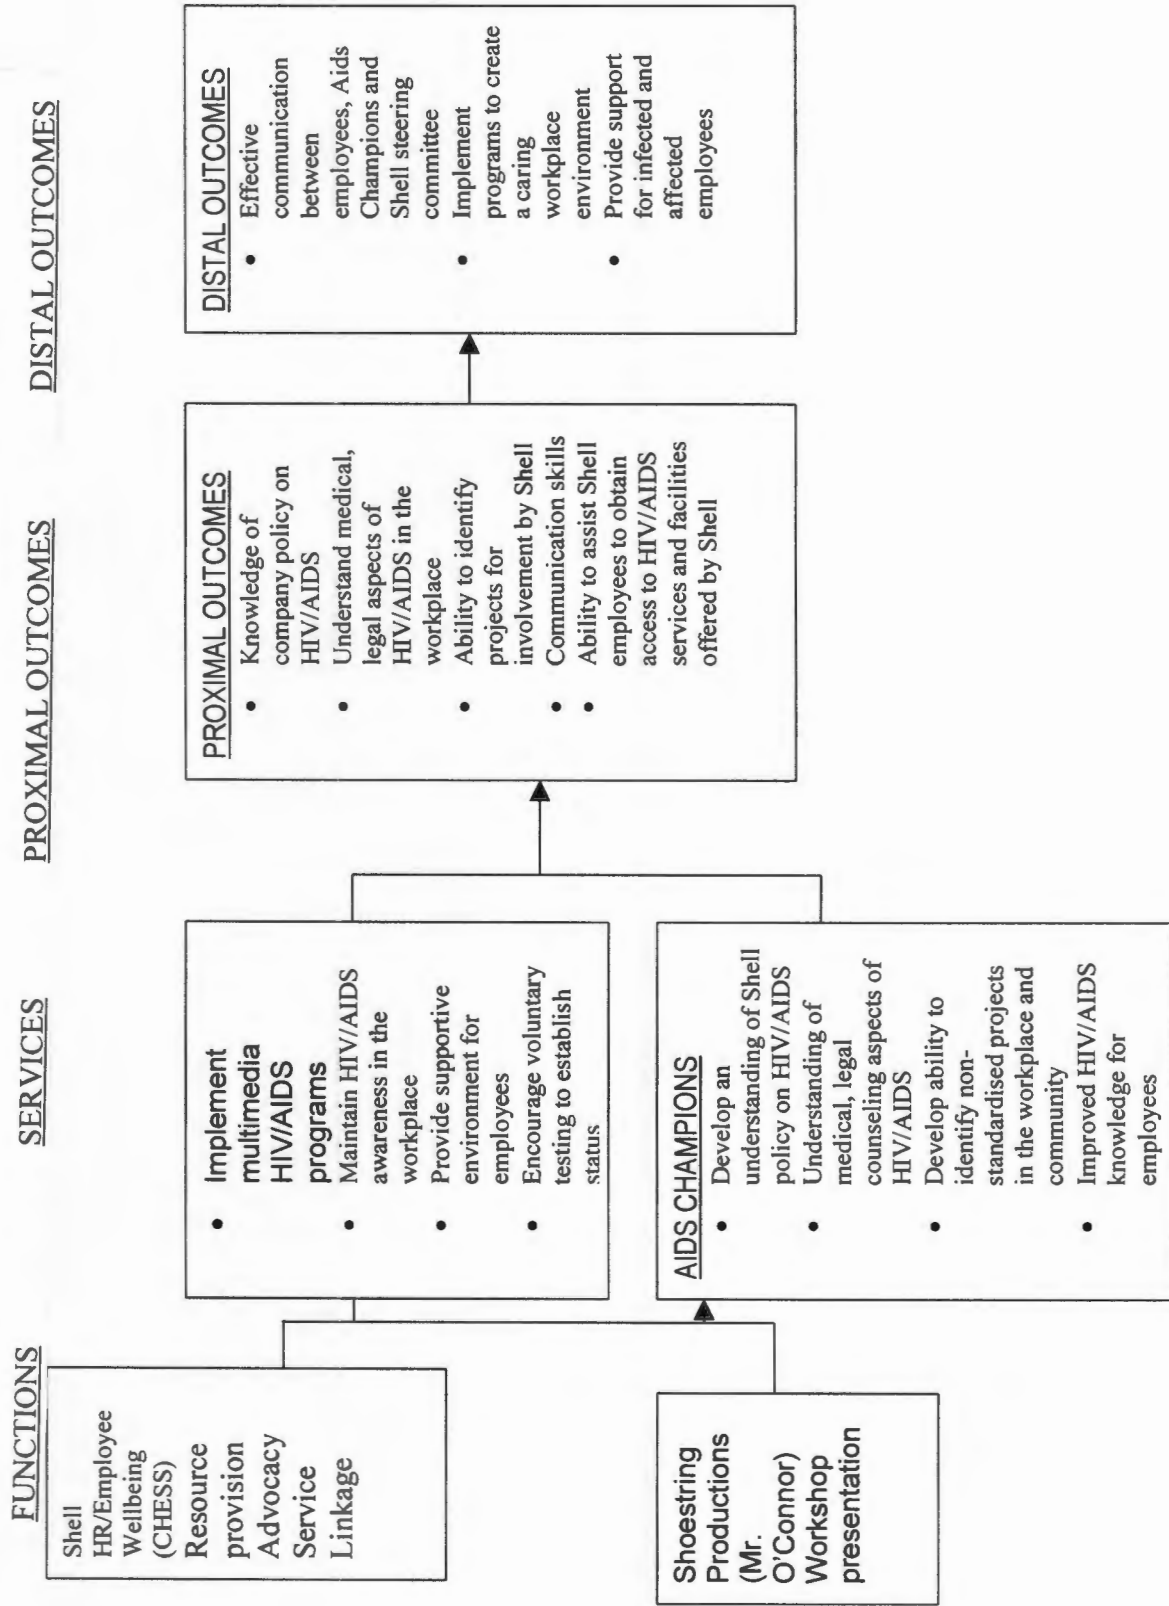 FUNCTIONS
Shell
HR/Employee
Wellbeing
(CHESS)
Resource
provision
Advocacy
Service
Linkage
Shoestring
Productions
(Mr.
O'Connor)
Workshop
presentation
SERVICES
• Implement
multimedia
HIV/AIDS
programs
• Maintain HIV/AIDS
awareness in the
workplace
• Provide supportive
environment for
employees
• Encourage voluntary
testing to establish
status
AIDS CHAMPIONS
• Develop an
understanding of Shell
policy on HIV/AIDS
• Understanding of
medical, legal
counseling aspects of
HIV/AIDS
• Develop ability to
identify non-
standardised projects
in the workplace and
community
• Improved HIV/AIDS
knowledge for
employees
PROXIMAL OUTCOMES
PROXIMAL OUTCOMES
• Knowledge of
company policy on
HIV/AIDS
• Understand medical,
legal aspects of
HIV/AIDS in the
workplace
• Ability to identify
projects for
involvement by Shell
• Communication skills
• Ability to assist Shell
employees to obtain
access to HIV/AIDS
services and facilities
offered by Shell
DISTAL OUTCOMES
DISTAL OUTCOMES
• Effective
communication
between
employees, Aids
Champions and
Shell steering
committee
• Implement
programs to create
a caring
workplace
environment
• Provide support
for infected and
affected
employees